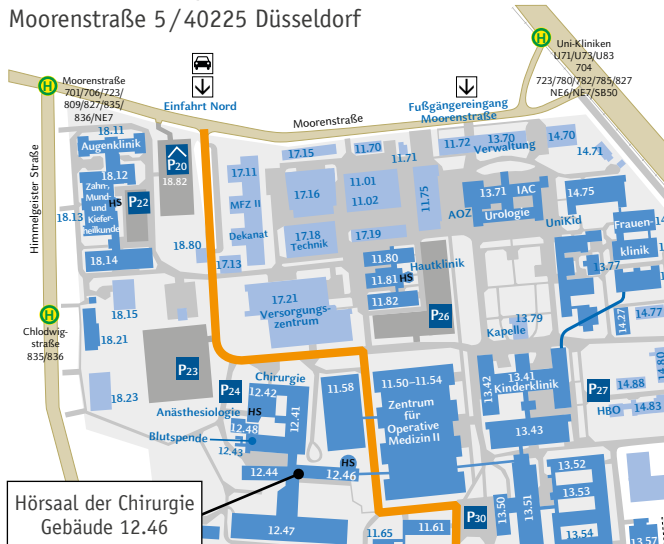 Moorenstraße 5/40225 Düsseldorf
H
Uni-Kliniken
U71/U73/U83
704
723/780/782/785/827
NE6/NE7/SB50
H
Moorenstraße
701/706/723/
809/827/835/
836/NE7
Einfahrt Nord
Fußgängereingang
Moorenstraße
Moorenstraße
Himmelgeister Straße
18.11
Augenklinik
18.12
Zahn-,
Mund-
und
Kiefer-
heilkunde
HS
18.13
18.14
P20
18.82
P22
18.80
17.11
MFZ II
Dekanat
17.13
17.15
17.16
17.18
Technik
11.70
11.71
11.01
11.02
17.19
11.75
11.72
13.70
Verwaltung
14.70
14.71
13.71
IAC
AOZ
Urologie
14.75
UniKid
Frauen-
klinik
14
13.77
11.80
11.81
HS
11.82
Hautklinik
P26
17.21
Versorgungs-
zentrum
13.79
Kapelle
14.27
14.77
H
Chlodwig-
straße
835/836
18.15
18.21
18.23
P23
P24
Chirurgie
12.42
Anästhesiologie
HS
12.41
12.48
Blutspende
12.43
11.58
11.50–11.54
Zentrum
für
Operative
Medizin II
13.42
13.41
Kinderklinik
13.43
P27
14.88
14.80
HBO
14.83
12.44
HS
12.46
12.47
11.65
11.61
P30
13.50
13.51
13.52
13.53
13.54
13.57
Hörsaal der Chirurgie
Gebäude 12.46